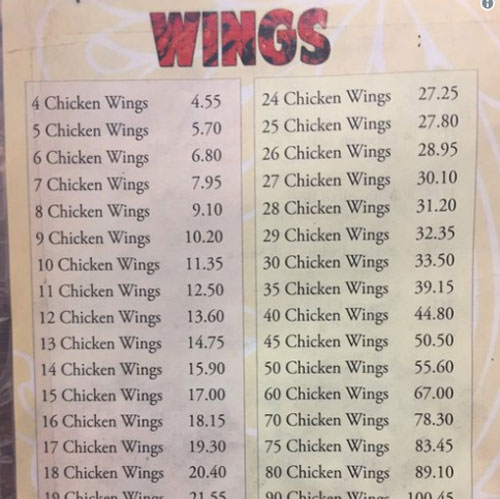 WINGS
4 Chicken Wings 4.55
5 Chicken Wings 5.70
6 Chicken Wings 6.80
7 Chicken Wings 7.95
8 Chicken Wings 9.10
9 Chicken Wings 10.20
10 Chicken Wings 11.35
11 Chicken Wings 12.50
12 Chicken Wings 13.60
13 Chicken Wings 14.75
14 Chicken Wings 15.90
15 Chicken Wings 17.00
16 Chicken Wings 18.15
17 Chicken Wings 19.30
18 Chicken Wings 20.40
19 Chicken Wings 21.55
24 Chicken Wings 27.25
25 Chicken Wings 27.80
26 Chicken Wings 28.95
27 Chicken Wings 30.10
28 Chicken Wings 31.20
29 Chicken Wings 32.35
30 Chicken Wings 33.50
35 Chicken Wings 39.15
40 Chicken Wings 44.80
45 Chicken Wings 50.50
50 Chicken Wings 55.60
60 Chicken Wings 67.00
70 Chicken Wings 78.30
75 Chicken Wings 83.45
80 Chicken Wings 89.10
90 Chicken Wings 100.45